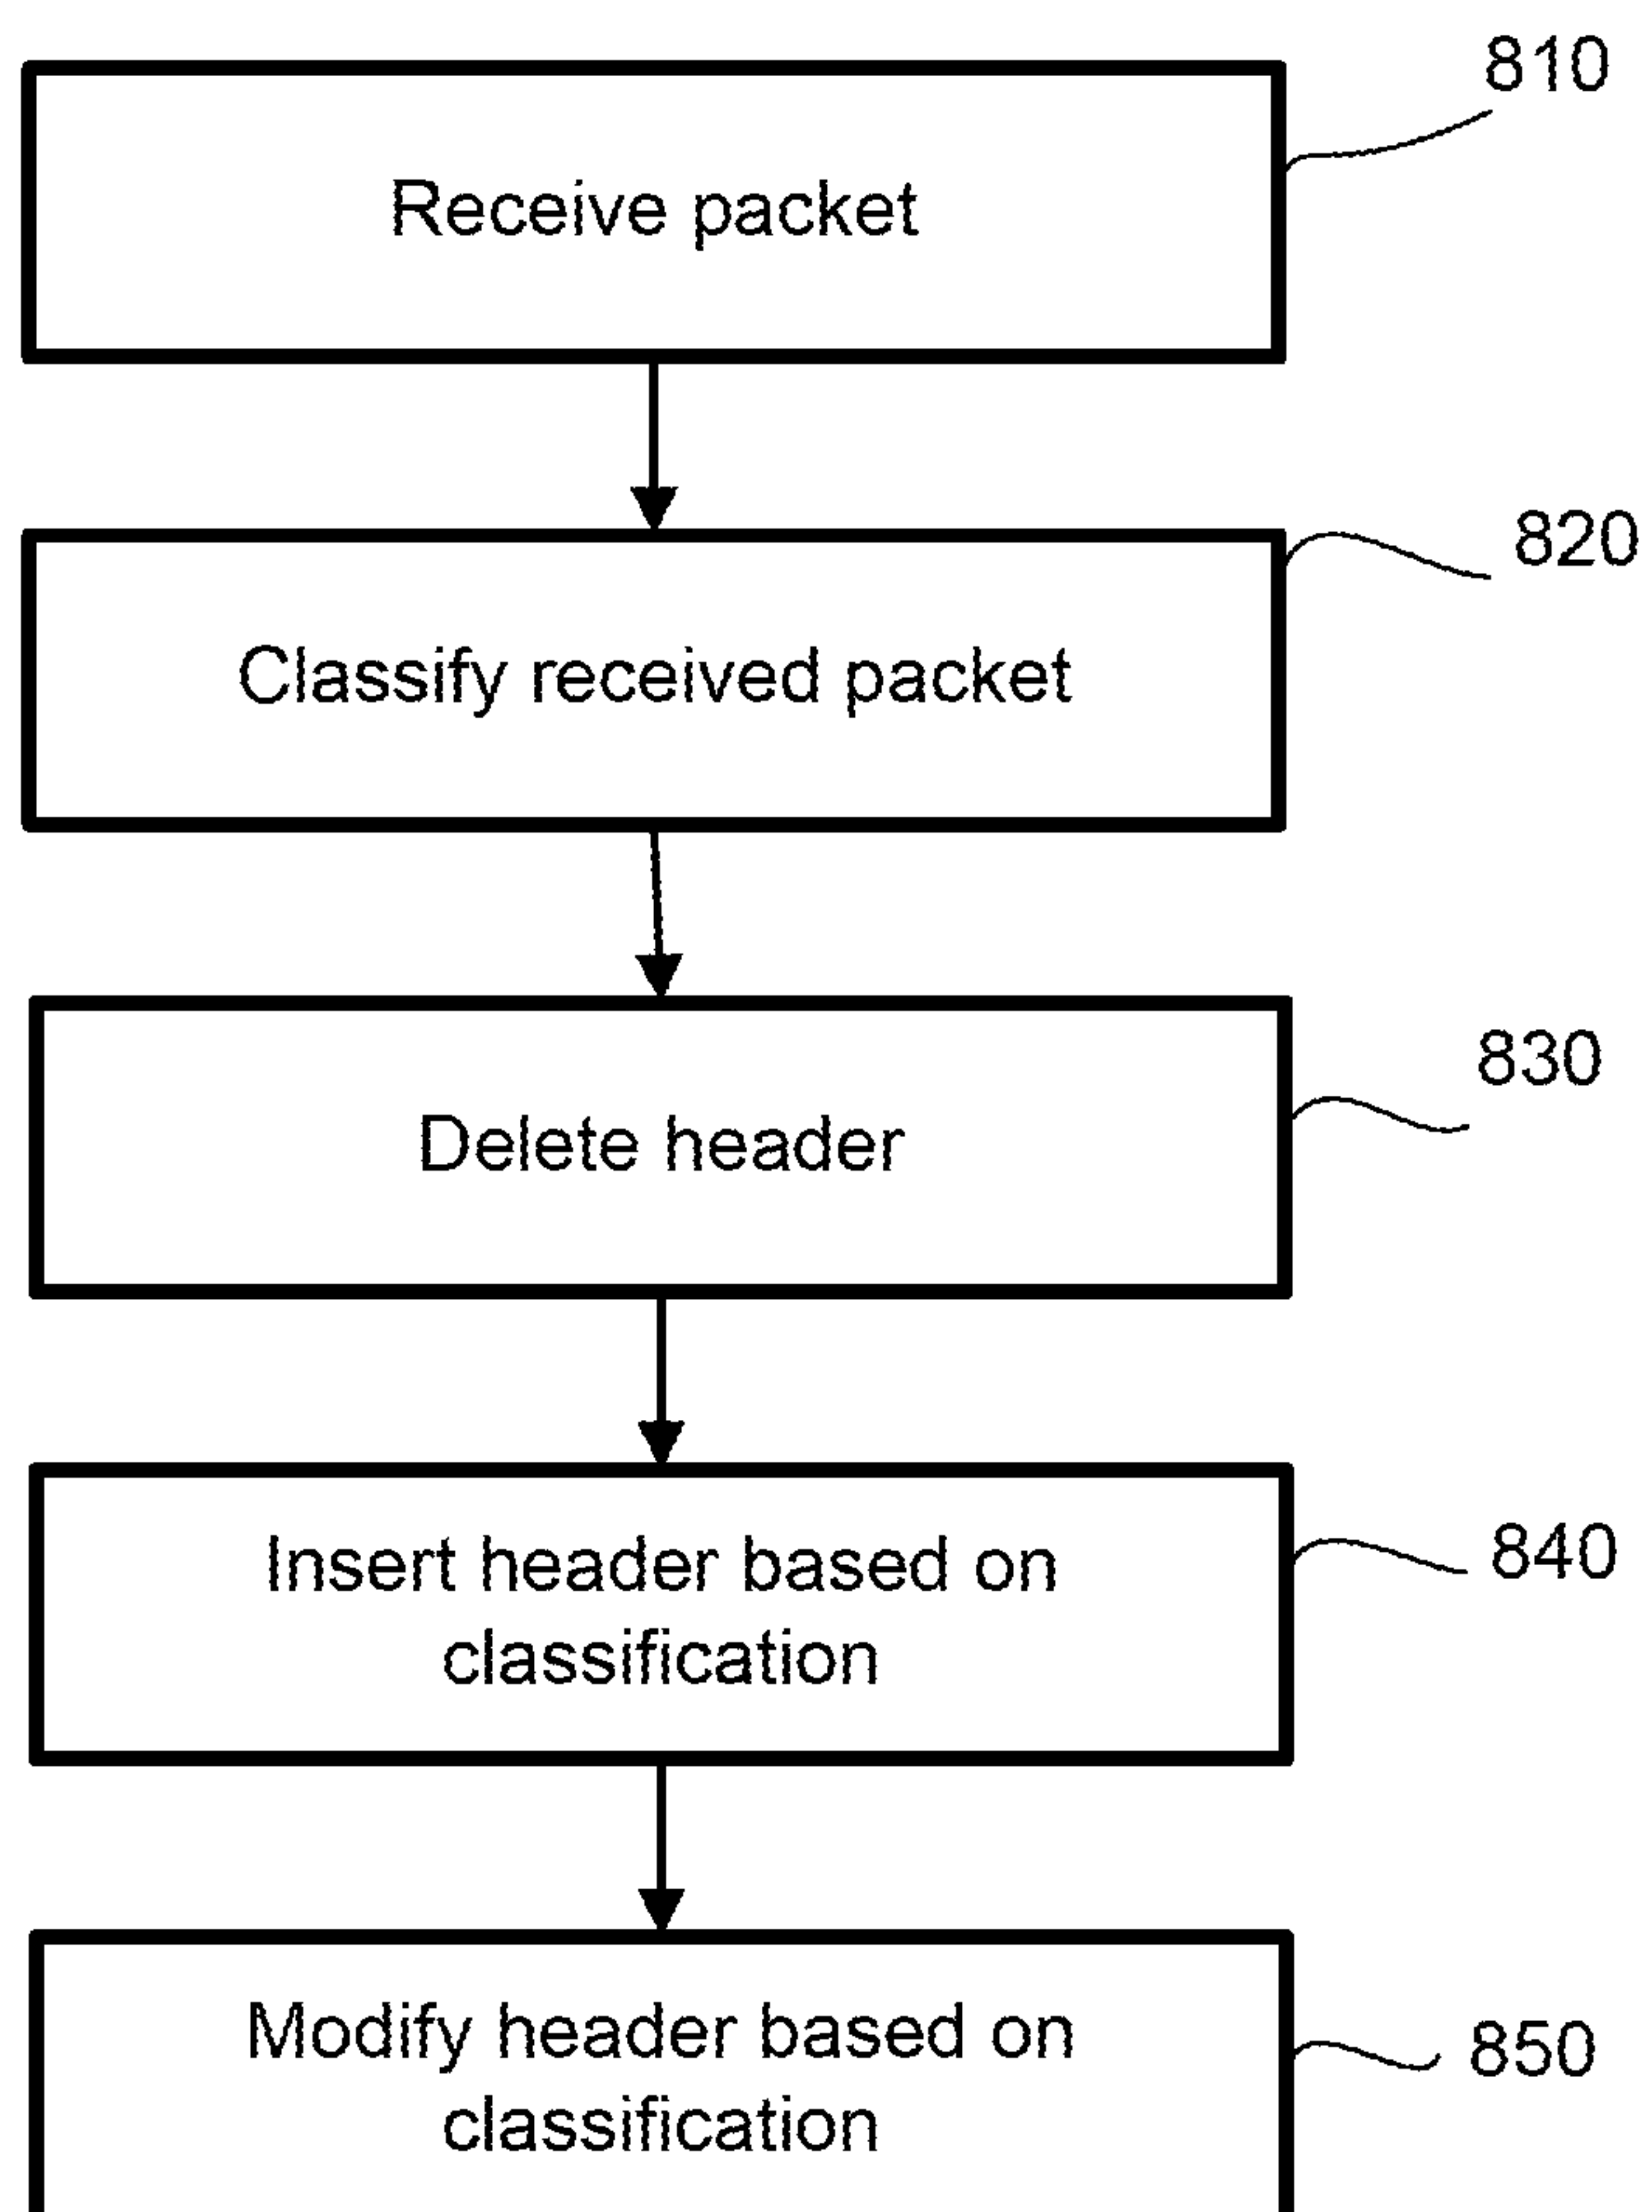 810
Receive packet
820
Classify received packet
830
Delete header
840
Insert header based on
classification
850
Modify header based on
classification